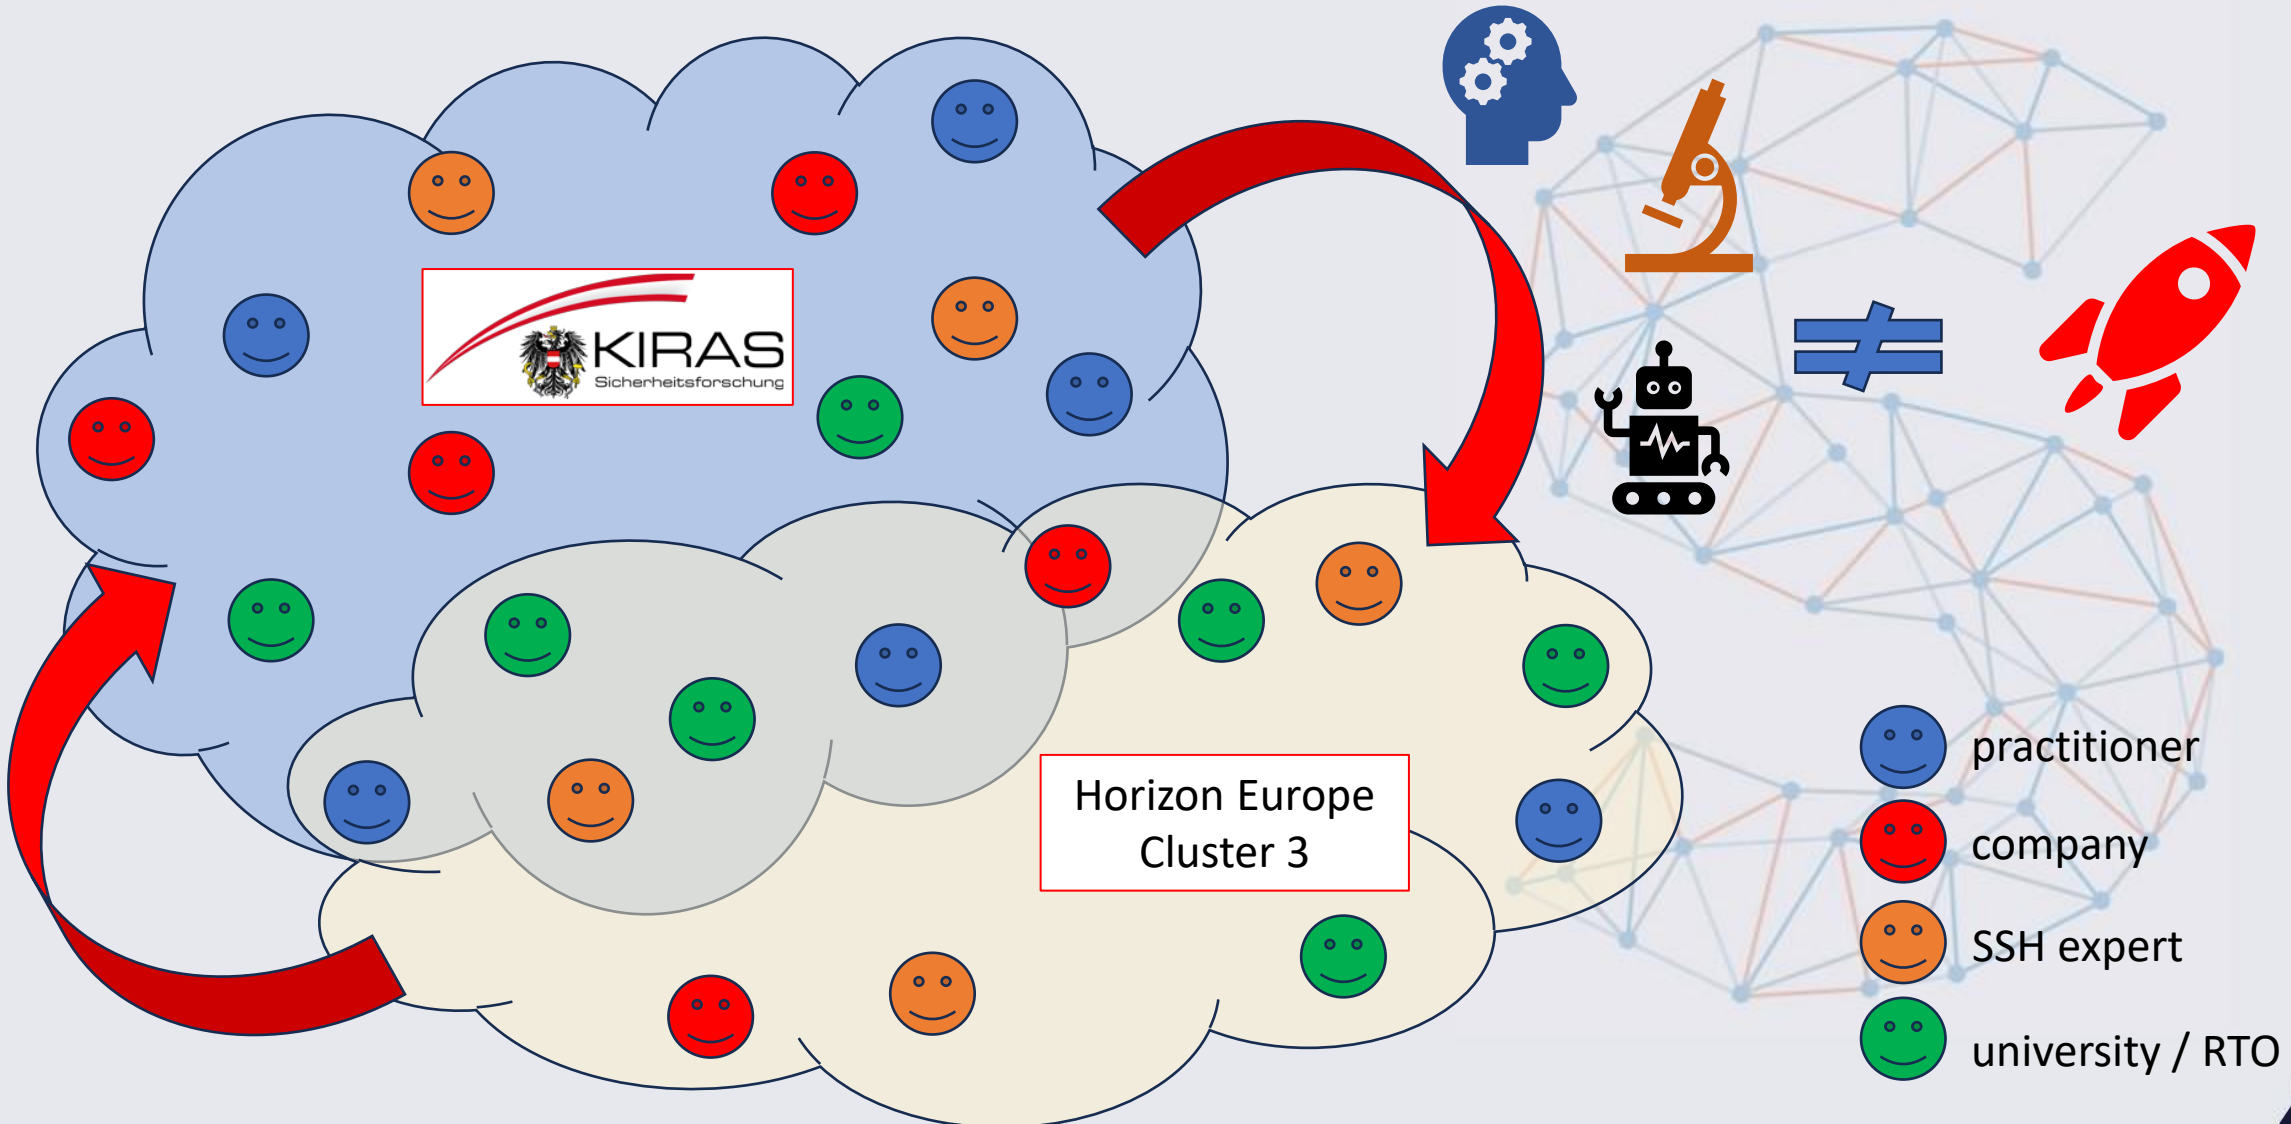 KIRAS
Sicherheitsforschung
Horizon Europe
Cluster 3
practitioner
company
SSH expert
university / RTO